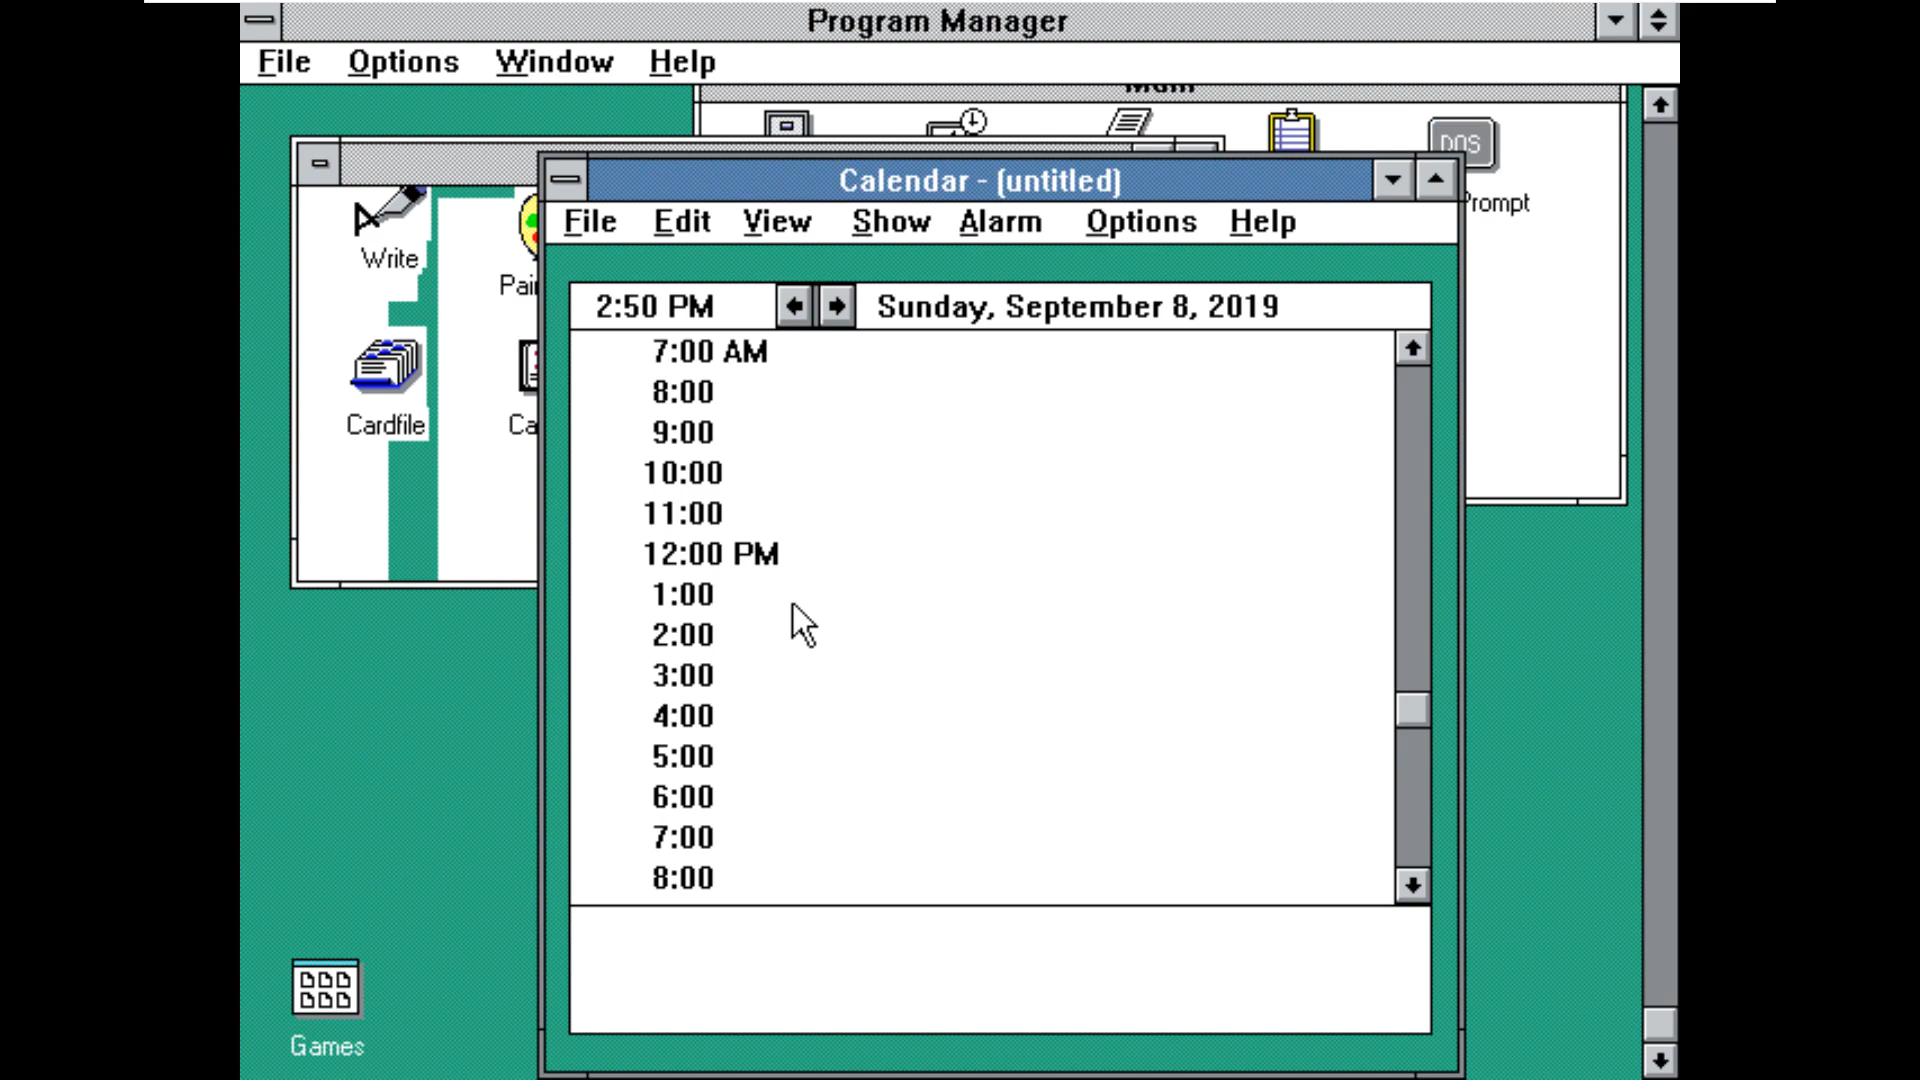 Program Manager
File Options Window Help
DOS
Prompt
Write
Cardfile
Calendar - (untitled)
File Edit View Show Alarm Options Help
2:50 PM Sunday, September 8, 2019
7:00 AM
8:00
9:00
10:00
11:00
12:00 PM
1:00
2:00
3:00
4:00
5:00
6:00
7:00
8:00
Games